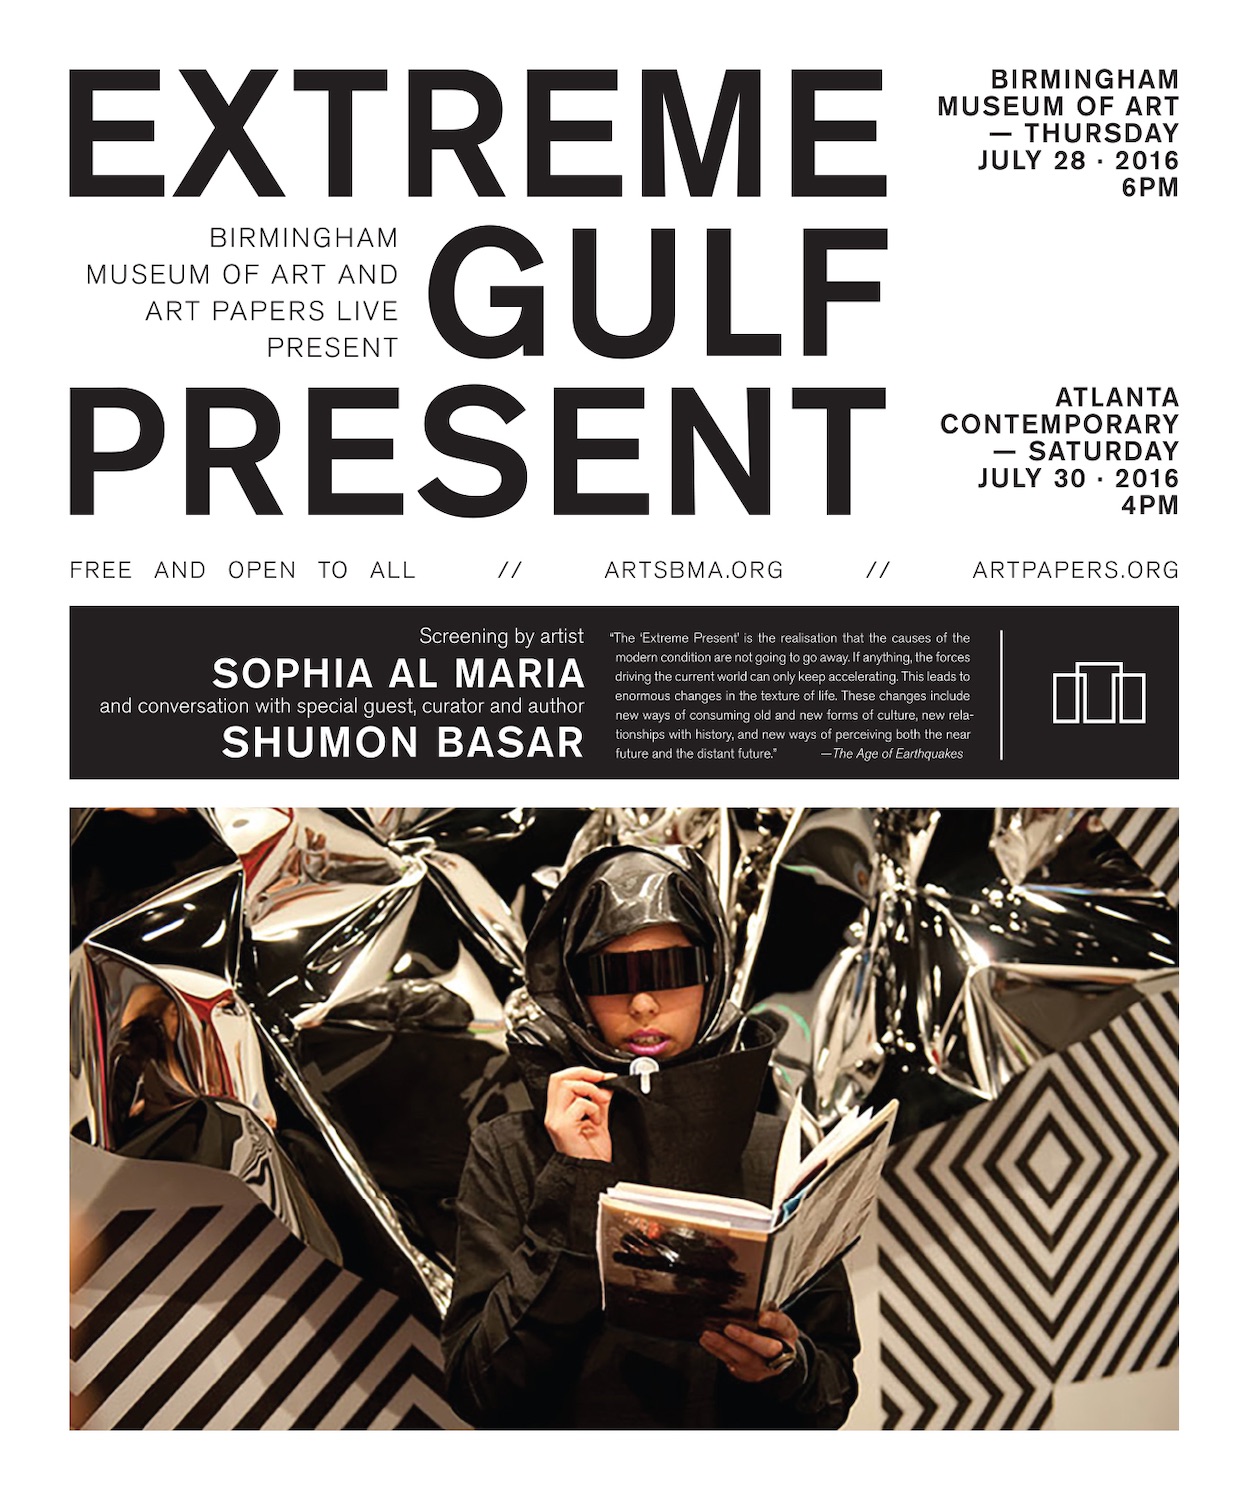 EXTREME
BIRMINGHAM
MUSEUM OF ART
— THURSDAY
JULY 28 · 2016
6PM
BIRMINGHAM
MUSEUM OF ART AND
ART PAPERS LIVE
PRESENT
GULF
PRESENT
ATLANTA
CONTEMPORARY
— SATURDAY
JULY 30 · 2016
4PM
FREE AND OPEN TO ALL // ARTSBMA.ORG // ARTPAPERS.ORG
Screening by artist
SOPHIA AL MARIA
and conversation with special guest, curator and author
SHUMON BASAR
“The ‘Extreme Present’ is the realisation that the causes of the
modern condition are not going to go away. If anything, the forces
driving the current world can only keep accelerating. This leads to
enormous changes in the texture of life. These changes include
new ways of consuming old and new forms of culture, new rela-
tionships with history, and new ways of perceiving both the near
future and the distant future.” —The Age of Earthquakes